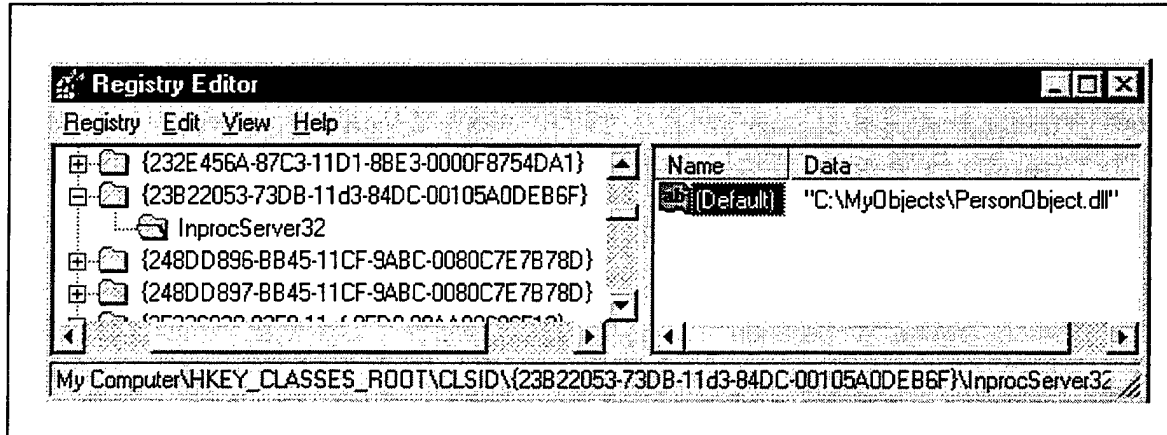 Registry Editor
Registry Edit View Help
{232E456A-87C3-11D1-8BE3-0000F8754DA1}
{23B22053-73DB-11d3-84DC-00105A0DEB6F}
InprocServer32
{248DD896-BB45-11CF-9ABC-0080C7E7B78D}
{248DD897-BB45-11CF-9ABC-0080C7E7B78D}
Name Data
(Default) "C:\MyObjects\PersonObject.dll"
My Computer\HKEY_CLASSES_ROOT\CLSID\{23B22053-73DB-11d3-84DC-00105A0DEB6F}\InprocServer32